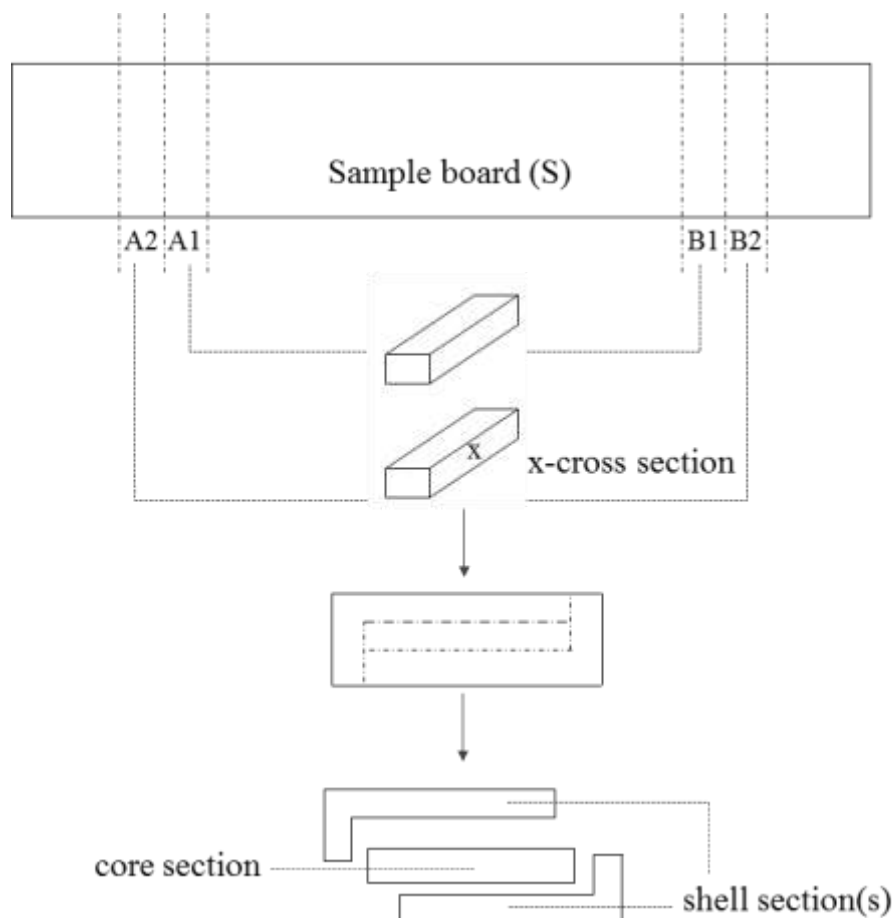 Sample board (S)
A2 A1 B1 B2
x
x-cross section
core section
shell section(s)